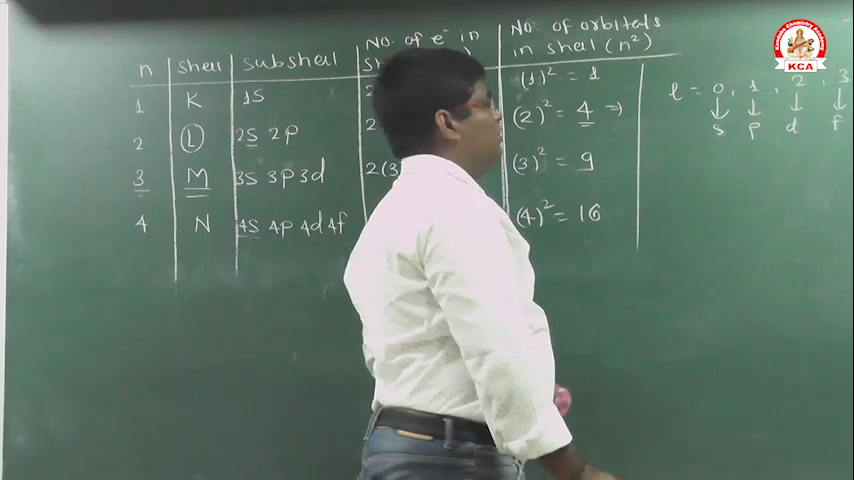 n shell subshell No. of e⁻ in No. of orbitals in shell (n²)
1 K 1s (1)² = 1
2 L 2s 2p (2)² = 4 ⇒
3 M 3s 3p 3d 2(3 (3)² = 9
4 N 4s 4p 4d 4f (4)² = 16
l = 0, 1, 2, 3
↓ ↓ ↓ ↓
s p d f
KCA